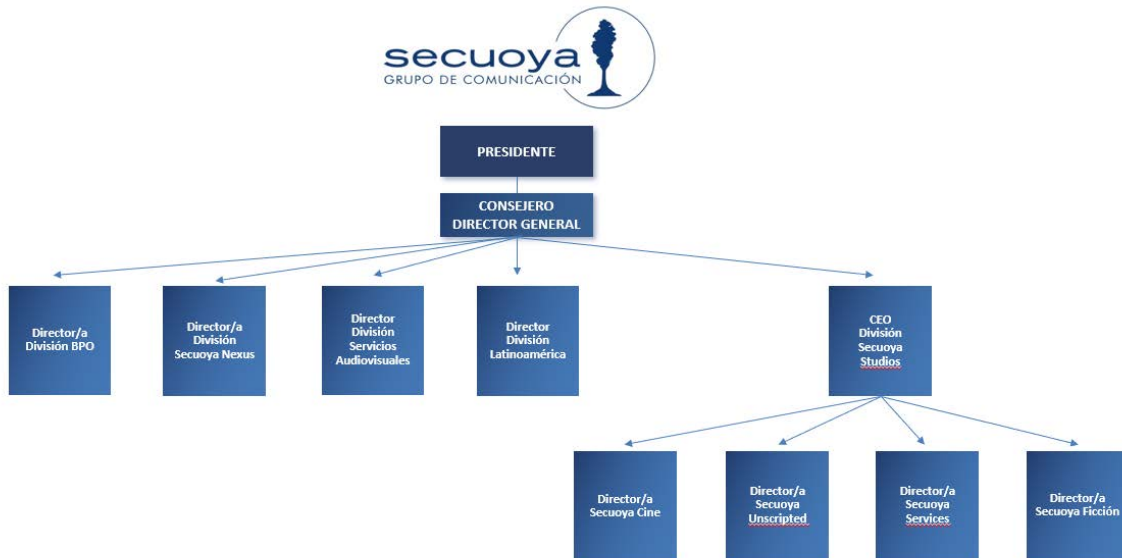 secuoya
GRUPO DE COMUNICACIÓN
PRESIDENTE
CONSEJERO
DIRECTOR GENERAL
Director/a
División BPO
Director/a
División
Secuoya Nexus
Director
División
Servicios
Audiovisuales
Director
División
Latinoamérica
CEO
División
Secuoya
Studios
Director/a
Secuoya Cine
Director/a
Secuoya
Unscripted
Director/a
Secuoya
Services
Director/a
Secuoya Ficción